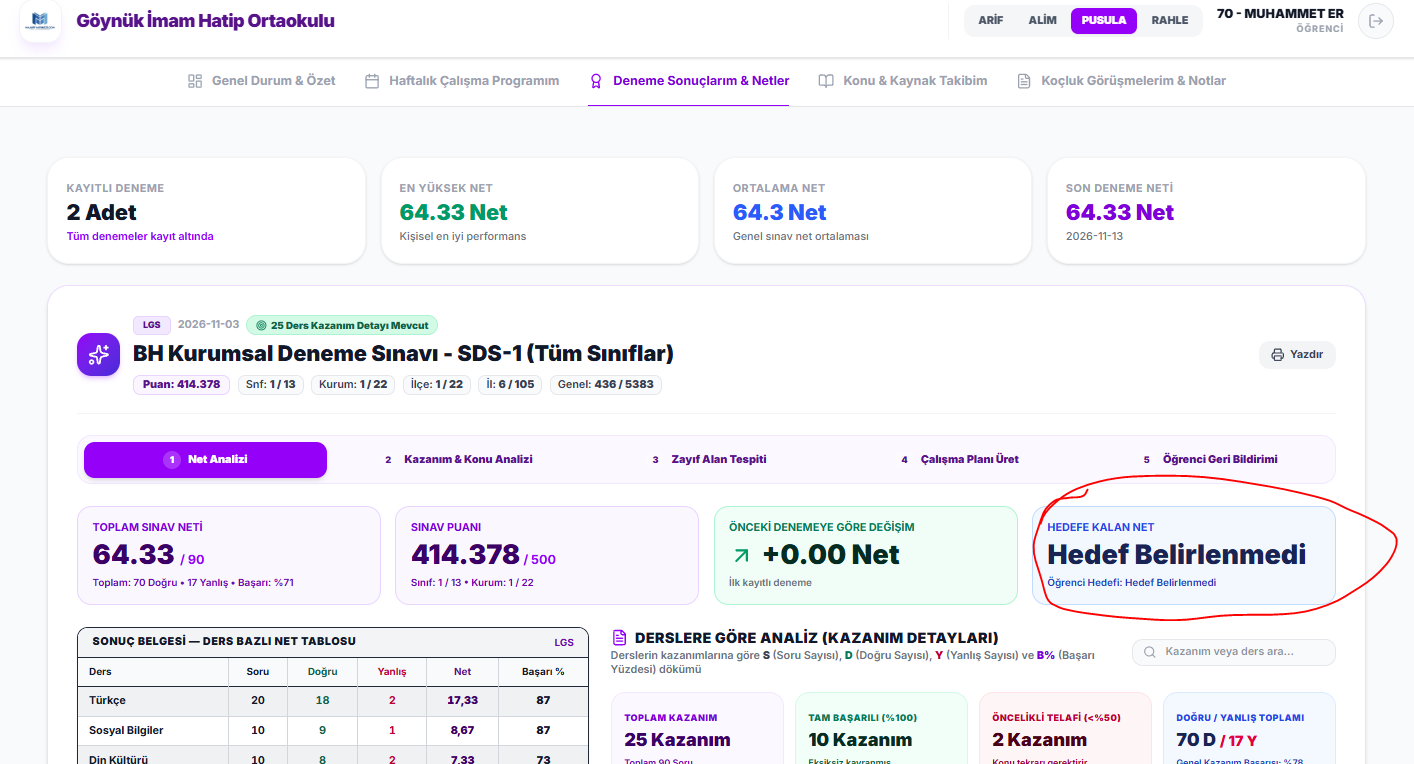 Göynük İmam Hatip Ortaokulu
ARİF ALİM PUSULA RAHLE
70 - MUHAMMET ER
ÖĞRENCİ
Genel Durum & Özet Haftalık Çalışma Programım Deneme Sonuçlarım & Netler Konu & Kaynak Takibim Koçluk Görüşmelerim & Notlar
KAYITLI DENEME
2 Adet
Tüm denemeler kayıt altında
EN YÜKSEK NET
64.33 Net
Kişisel en iyi performans
ORTALAMA NET
64.3 Net
Genel sınav net ortalaması
SON DENEME NETİ
64.33 Net
2026-11-13
LGS 2026-11-03 25 Ders Kazanım Detayı Mevcut
BH Kurumsal Deneme Sınavı - SDS-1 (Tüm Sınıflar)
Puan: 414.378 Snf: 1 / 13 Kurum: 1 / 22 İlçe: 1 / 22 İl: 6 / 105 Genel: 436 / 5383
Yazdır
1 Net Analizi 2 Kazanım & Konu Analizi 3 Zayıf Alan Tespiti 4 Çalışma Planı Üret 5 Öğrenci Geri Bildirimi
TOPLAM SINAV NETİ
64.33 / 90
Toplam: 70 Doğru • 17 Yanlış • Başarı: %71
SINAV PUANI
414.378 / 500
Sınıf: 1 / 13 • Kurum: 1 / 22
ÖNCEKİ DENEMEYE GÖRE DEĞİŞİM
+0.00 Net
İlk kayıtlı deneme
HEDEFE KALAN NET
Hedef Belirlenmedi
Öğrenci Hedefi: Hedef Belirlenmedi
SONUÇ BELGESİ — DERS BAZLI NET TABLOSU LGS
Ders Soru Doğru Yanlış Net Başarı %
Türkçe 20 18 2 17,33 87
Sosyal Bilgiler 10 9 1 8,67 87
Din Kültürü 10 8 2 7,33 73
DERSLERE GÖRE ANALİZ (KAZANIM DETAYLARI)
Derslerin kazanımlarına göre S (Soru Sayısı), D (Doğru Sayısı), Y (Yanlış Sayısı) ve B% (Başarı
Yüzdesi) dökümü
Kazanım veya ders ara...
TOPLAM KAZANIM
25 Kazanım
Toplam 90 Soru
TAM BAŞARILI (%100)
10 Kazanım
Eksiksiz kavranmış
ÖNCELİKLİ TELAFİ (<%50)
2 Kazanım
Konu tekrarı gerektirir
DOĞRU / YANLIŞ TOPLAMI
70 D / 17 Y
Genel Kazanım Başarısı: %78